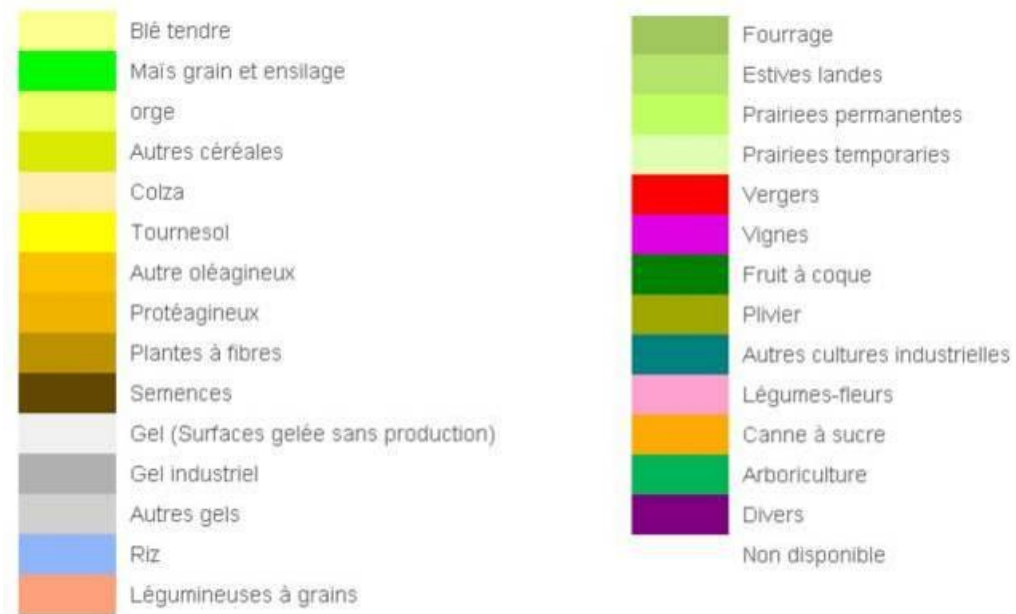 Blé tendre
Maïs grain et ensilage
orge
Autres céréales
Colza
Tournesol
Autre oléagineux
Protéagineux
Plantes à fibres
Semences
Gel (Surfaces gelée sans production)
Gel industriel
Autres gels
Riz
Légumineuses à grains
Fourrage
Estives landes
Prairiees permanentes
Prairiees temporaries
Vergers
Vignes
Fruit à coque
Plivier
Autres cultures industrielles
Légumes-fleurs
Canne à sucre
Arboriculture
Divers
Non disponible